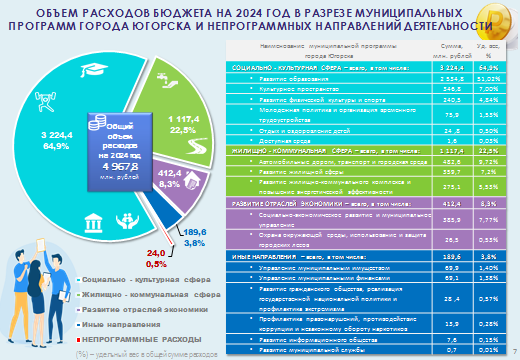 ОБЪЕМ РАСХОДОВ БЮДЖЕТА НА 2024 ГОД В РАЗРЕЗЕ МУНИЦИПАЛЬНЫХ
ПРОГРАММ ГОРОДА ЮГОРСКА И НЕПРОГРАММНЫХ НАПРАВЛЕНИЙ ДЕЯТЕЛЬНОСТИ
3 224,4
64,9%
1 117,4
22,5%
412,4
8,3%
189,6
3,8%
24,0
0,5%
Общий
объем
расходов
на 2024 год
4 967,8
млн. рублей
Социально - культурная сфера
Жилищно - коммунальная сфера
Развитие отраслей экономики
Иные направления
НЕПРОГРАММНЫЕ РАСХОДЫ
(%) – удельный вес в общей сумме расходов
Наименование муниципальной программы
города Югорска
Сумма,
млн. рублей
Уд. вес,
%
СОЦИАЛЬНО - КУЛЬТУРНАЯ СФЕРА – всего, в том числе: 3 224,4 64,9%
Развитие образования 2 534,8 51,02%
Культурное пространство 346,8 7,00%
Развитие физической культуры и спорта 240,5 4,84%
Молодежная политика и организация временного
трудоустройства 75,9 1,53%
Отдых и оздоровление детей 24,8 0,50%
Доступная среда 1,6 0,03%
ЖИЛИЩНО - КОММУНАЛЬНАЯ СФЕРА – всего, в том числе: 1 117,4 22,5%
Автомобильные дороги, транспорт и городская среда 482,6 9,72%
Развитие жилищной сферы 359,7 7,2%
Развитие жилищно-коммунального комплекса и
повышение энергетической эффективности 275,1 5,53%
РАЗВИТИЕ ОТРАСЛЕЙ ЭКОНОМИКИ – всего, в том числе: 412,4 8,3%
Социально-экономическое развитие и муниципальное
управление 385,9 7,77%
Охрана окружающей среды, использование и защита
городских лесов 26,5 0,53%
ИНЫЕ НАПРАВЛЕНИЯ – всего, в том числе: 189,6 3,8%
Управление муниципальным имуществом 69,9 1,40%
Управление муниципальными финансами 69,1 1,38%
Развитие гражданского общества, реализация
государственной национальной политики и
профилактика экстремизма 28,4 0,57%
Профилактика правонарушений, противодействие
коррупции и незаконному обороту наркотиков 13,9 0,28%
Развитие информационного общества 7,6 0,15%
Развитие муниципальной службы 0,7 0,01%
7